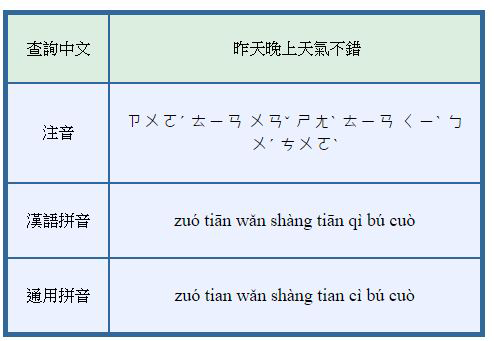 查詢中文 昨天晚上天氣不錯
注音 ㄗㄨㄛˊ ㄊㄧㄢ ㄨㄢˇ ㄕㄤˋ ㄊㄧㄢ ㄑㄧˋ ㄅ
ㄨˊ ㄘㄨㄛˋ
漢語拼音 zuó tiān wǎn shàng tiān qì bú cuò
通用拼音 zuó tian wǎn shàng tian cì bú cuò